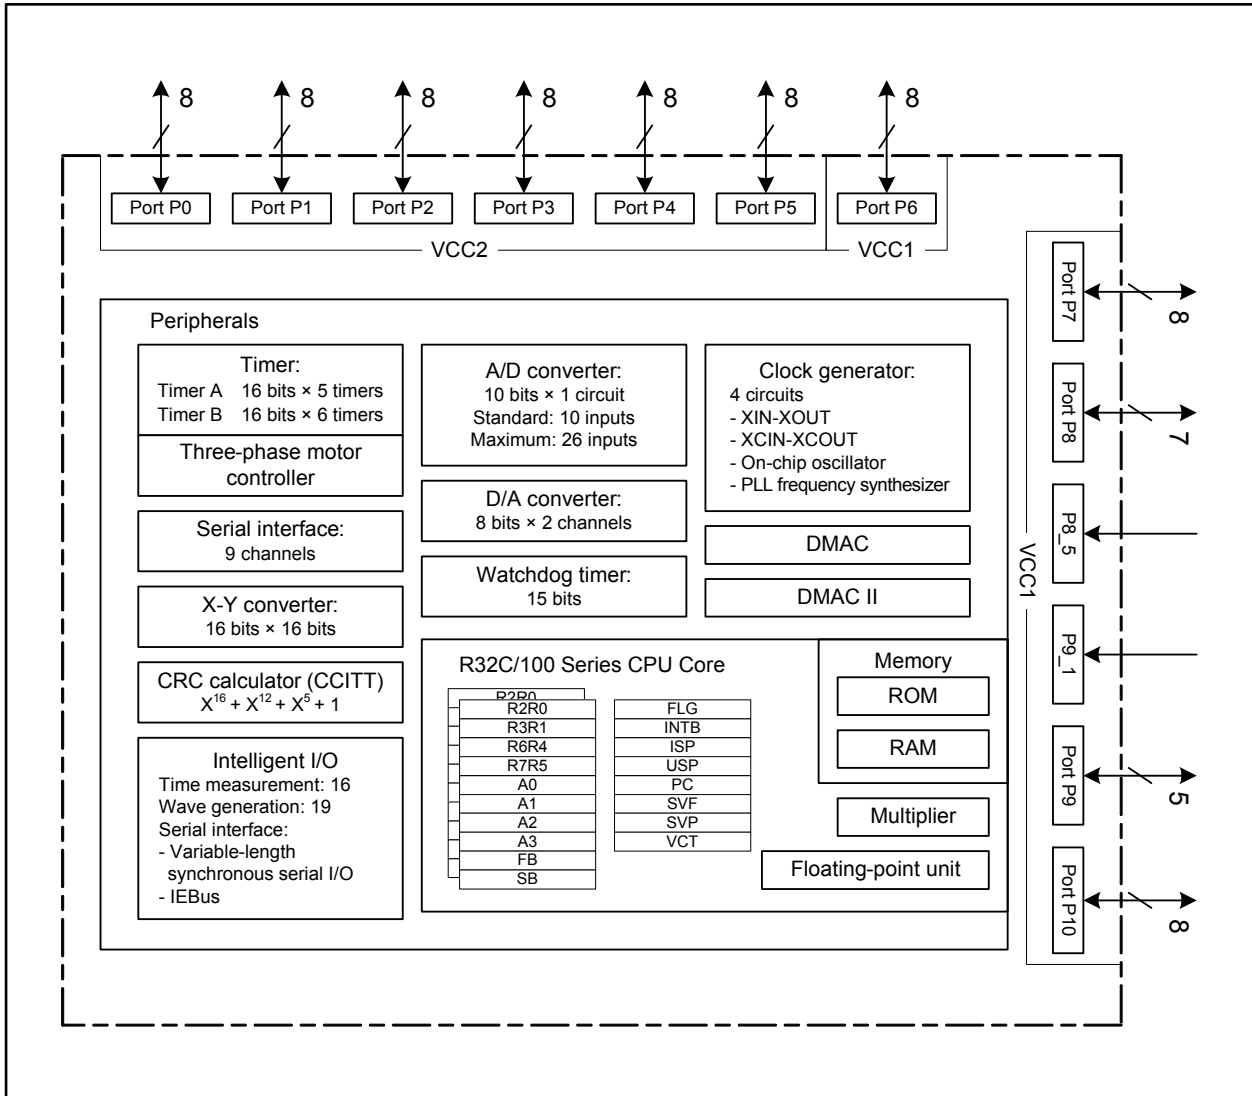 8 8 8 8 8 8 8
Port P0 Port P1 Port P2 Port P3 Port P4 Port P5 Port P6
VCC2 VCC1
Peripherals
Timer:
Timer A 16 bits × 5 timers
Timer B 16 bits × 6 timers
Three-phase motor
controller
Serial interface:
9 channels
X-Y converter:
16 bits × 16 bits
CRC calculator (CCITT)
X¹⁶ + X¹² + X⁵ + 1
Intelligent I/O
Time measurement: 16
Wave generation: 19
Serial interface:
- Variable-length
synchronous serial I/O
- IEBus
A/D converter:
10 bits × 1 circuit
Standard: 10 inputs
Maximum: 26 inputs
D/A converter:
8 bits × 2 channels
Watchdog timer:
15 bits
Clock generator:
4 circuits
- XIN-XOUT
- XCIN-XCOUT
- On-chip oscillator
- PLL frequency synthesizer
DMAC
DMAC II
R32C/100 Series CPU Core
R2R0
R2R0
R3R1
R6R4
R7R5
A0
A1
A2
A3
FB
SB
FLG
INTB
ISP
USP
PC
SVF
SVP
VCT
Memory
ROM
RAM
Multiplier
Floating-point unit
VCC1
Port P7
8
Port P8
7
P8_5
P9_1
Port P9
5
Port P10
8